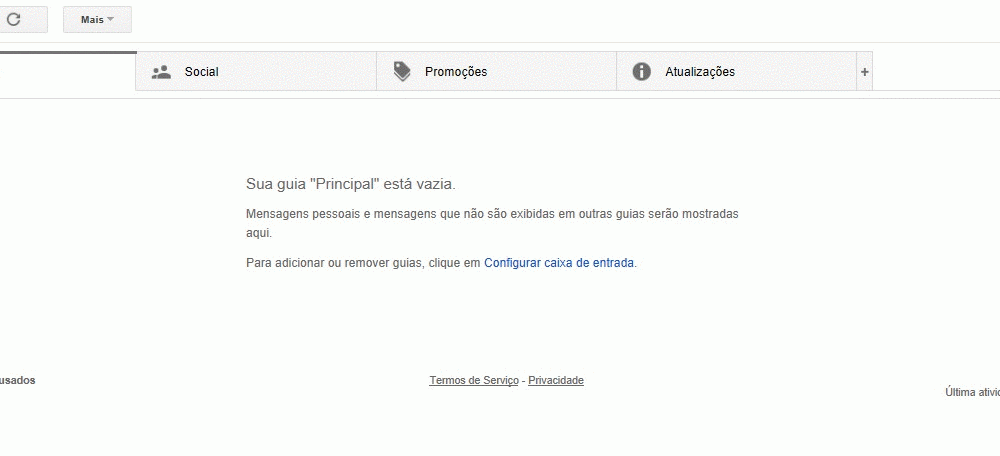 Mais
Social
Promoções
Atualizações
+
Sua guia "Principal" está vazia.
Mensagens pessoais e mensagens que não são exibidas em outras guias serão mostradas
aqui.
Para adicionar ou remover guias, clique em Configurar caixa de entrada.
usados
Termos de Serviço - Privacidade
Última ativi